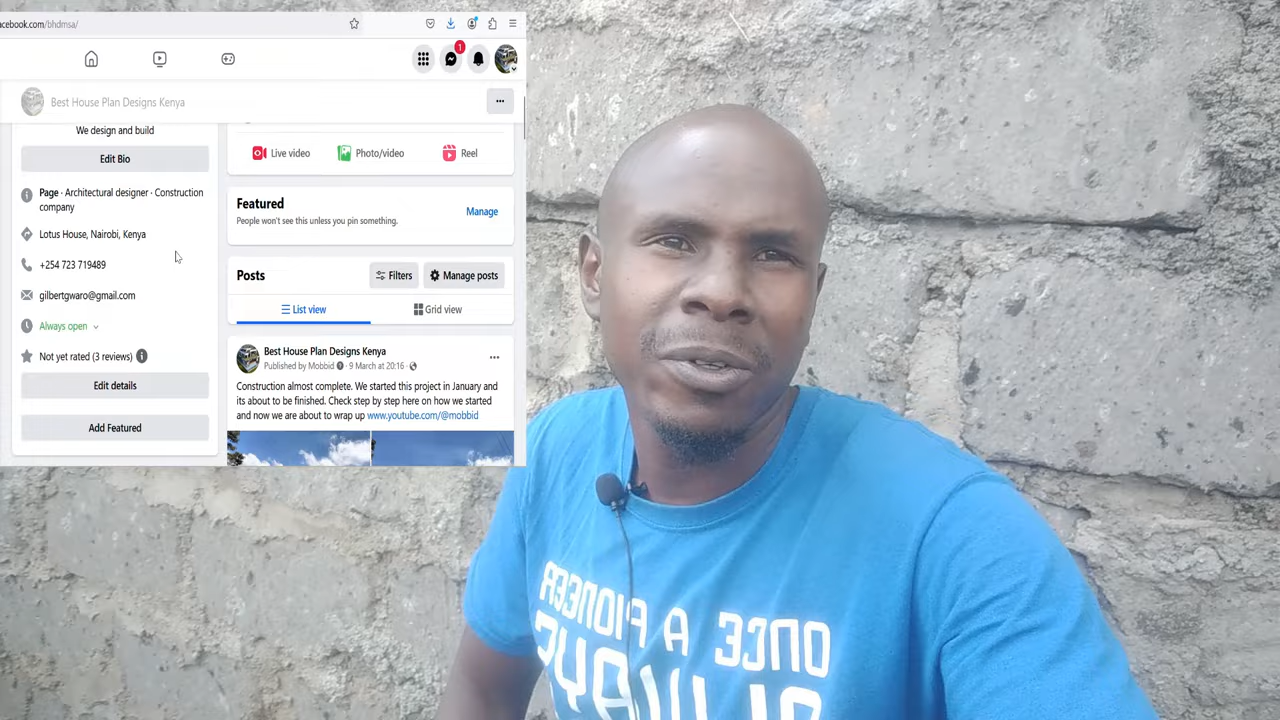 acebook.com/bhdmsa/
1
Best House Plan Designs Kenya
We design and build
Edit Bio
Page · Architectural designer · Construction
company
Lotus House, Nairobi, Kenya
+254 723 719489
gilbertgwaro@gmail.com
Always open
Not yet rated (3 reviews)
Edit details
Add Featured
Live video
Photo/video
Reel
Featured
Manage
People won't see this unless you pin something.
Posts
Filters
Manage posts
List view
Grid view
Best House Plan Designs Kenya
Published by Mobbid · 9 March at 20:16 ·
Construction almost complete. We started this project in January and
its about to be finished. Check step by step here on how we started
and now we are about to wrap up www.youtube.com/@mobbid
ONCE A PIONEER
ALWAYS